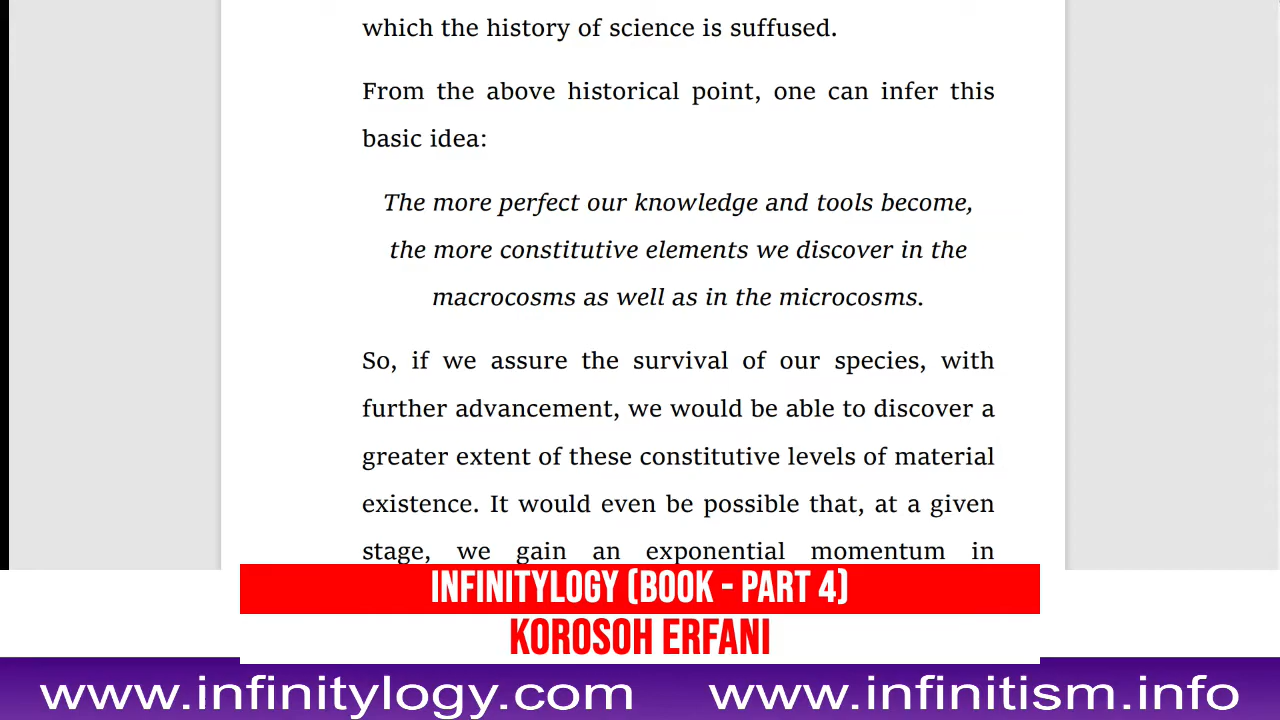 which the history of science is suffused.
From the above historical point, one can infer this
basic idea:
The more perfect our knowledge and tools become,
the more constitutive elements we discover in the
macrocosms as well as in the microcosms.
So, if we assure the survival of our species, with
further advancement, we would be able to discover a
greater extent of these constitutive levels of material
existence. It would even be possible that, at a given
stage, we gain an exponential momentum in
INFINITYLOGY (BOOK - PART 4)
KOROSOH ERFANI
www.infinitylogy.com www.infinitism.info